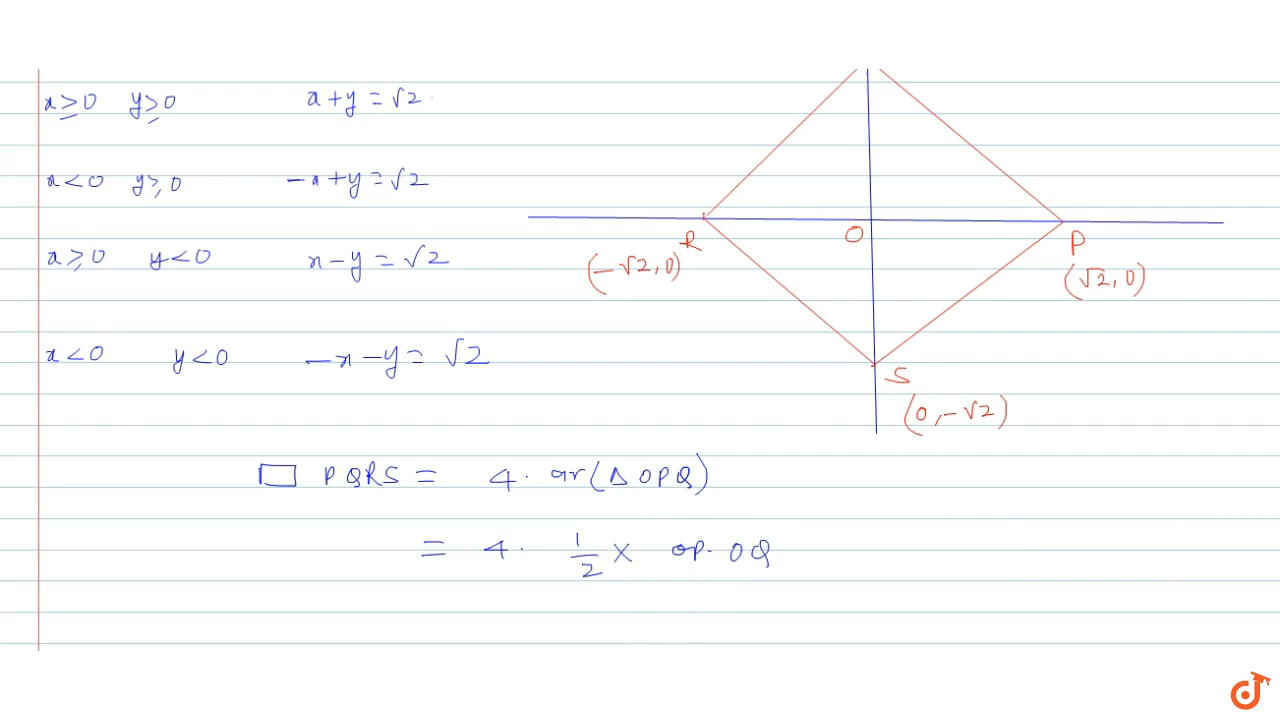 x ≥ 0 y ≥ 0 x + y = √2
x < 0 y ≥ 0 -x + y = √2
x ≥ 0 y < 0 x - y = √2
x < 0 y < 0 -x - y = √2
R O P
(-√2, 0) (√2, 0)
S
(0, -√2)
□ PQRS = 4 · ar(Δ OPQ)
= 4 · 1/2 × OP · OQ